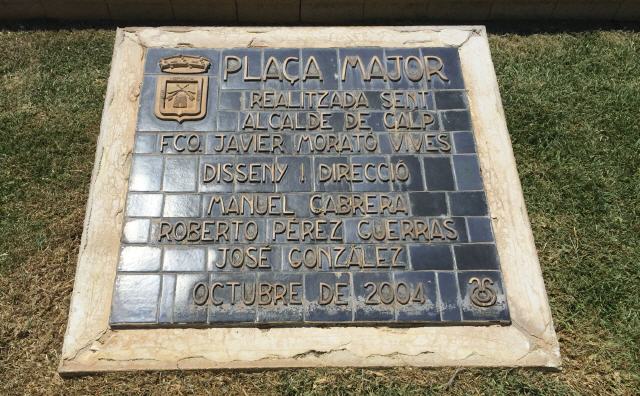 PLAÇA MAJOR
REALITZADA SENT
ALCALDE DE CALP
FCO. JAVIER MORATÓ VIVES
DISSENY I DIRECCIÓ
MANUEL CABRERA
ROBERTO PÉREZ GUERRAS
JOSÉ GONZÁLEZ
OCTUBRE DE 2004